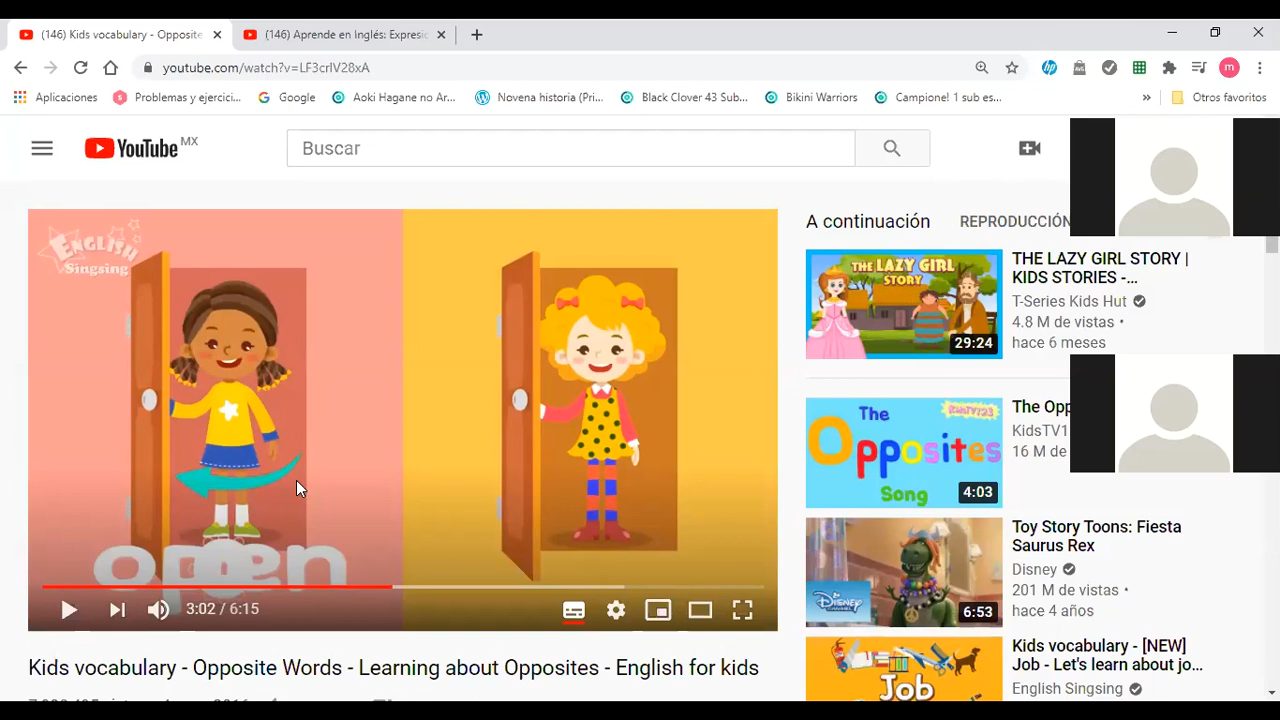 (146) Kids vocabulary - Opposite
(146) Aprende en Inglés: Expresi
youtube.com/watch?v=LF3crIV28xA
m
Aplicaciones
Problemas y ejercici...
Google
Aoki Hagane no Ar...
Novena historia (Pri...
Black Clover 43 Sub...
Bikini Warriors
Campione! 1 sub es...
»
Otros favoritos
YouTube MX
Buscar
ENGLISH
Singsing
open
3:02 / 6:15
Kids vocabulary - Opposite Words - Learning about Opposites - English for kids
A continuación
REPRODUCCIÓN
THE LAZY GIRL
STORY
29:24
THE LAZY GIRL STORY |
KIDS STORIES -...
T-Series Kids Hut
4.8 M de vistas •
hace 6 meses
The
KidsTV123
Opposites
Song
4:03
The Opp
KidsTV1
16 M de
Disney
CHANNEL
6:53
Toy Story Toons: Fiesta
Saurus Rex
Disney
201 M de vistas •
hace 4 años
Job
Kids vocabulary - [NEW]
Job - Let's learn about jo...
English Singsing